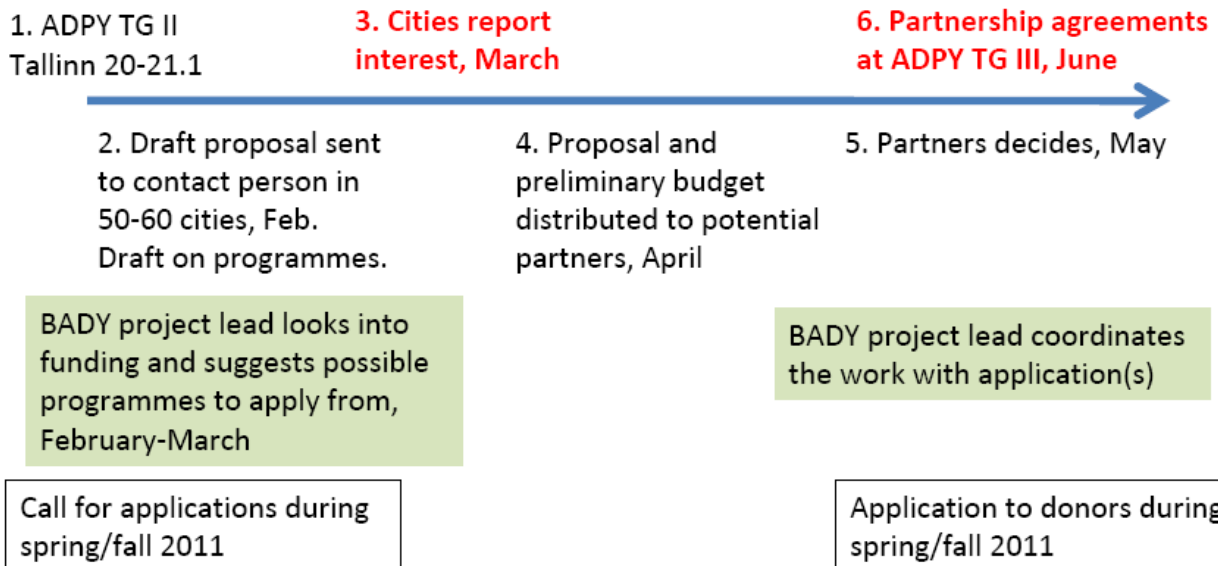 1. ADPY TG II
Tallinn 20-21.1
3. Cities report
interest, March
6. Partnership agreements
at ADPY TG III, June
2. Draft proposal sent
to contact person in
50-60 cities, Feb.
Draft on programmes.
4. Proposal and
preliminary budget
distributed to potential
partners, April
5. Partners decides, May
BADY project lead looks into
funding and suggests possible
programmes to apply from,
February-March
BADY project lead coordinates
the work with application(s)
Call for applications during
spring/fall 2011
Application to donors during
spring/fall 2011